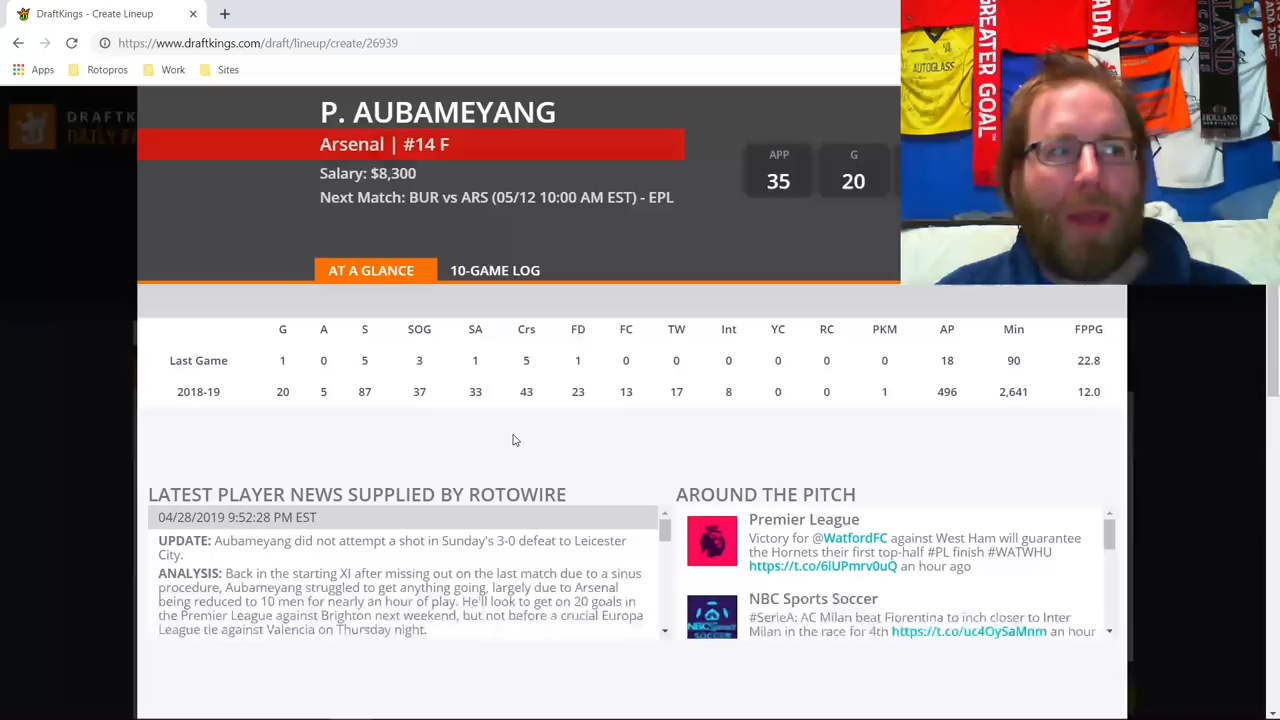 DraftKings - Create Lineup
https://www.draftkings.com/draft/lineup/create/26939
Apps Rotopros Work Sites
DRAFTK
DAILY FA
P. AUBAMEYANG
Arsenal | #14 F
Salary: $8,300
Next Match: BUR vs ARS (05/12 10:00 AM EST) - EPL
APP G
35 20
AT A GLANCE 10-GAME LOG
G A S SOG SA Crs FD FC TW Int YC RC PKM AP Min FPPG
Last Game 1 0 5 3 1 5 1 0 0 0 0 0 0 18 90 22.8
2018-19 20 5 87 37 33 43 23 13 17 8 0 0 1 496 2,641 12.0
LATEST PLAYER NEWS SUPPLIED BY ROTOWIRE
04/28/2019 9:52:28 PM EST
UPDATE: Aubameyang did not attempt a shot in Sunday's 3-0 defeat to Leicester
City.
ANALYSIS: Back in the starting XI after missing out on the last match due to a sinus
procedure, Aubameyang struggled to get anything going, largely due to Arsenal
being reduced to 10 men for nearly an hour of play. He'll look to get on 20 goals in
the Premier League against Brighton next weekend, but not before a crucial Europa
League tie against Valencia on Thursday night.
AROUND THE PITCH
Premier League
Victory for @WatfordFC against West Ham will guarantee
the Hornets their first top-half #PL finish #WATWHU
https://t.co/6lUPmrv0uQ an hour ago
NBC Sports Soccer
#SerieA: AC Milan beat Fiorentina to inch closer to Inter
Milan in the race for 4th https://t.co/uc4OySaMnm an hour
AUTOGLASS
GREATER GOAL
ADA
HOLLAND